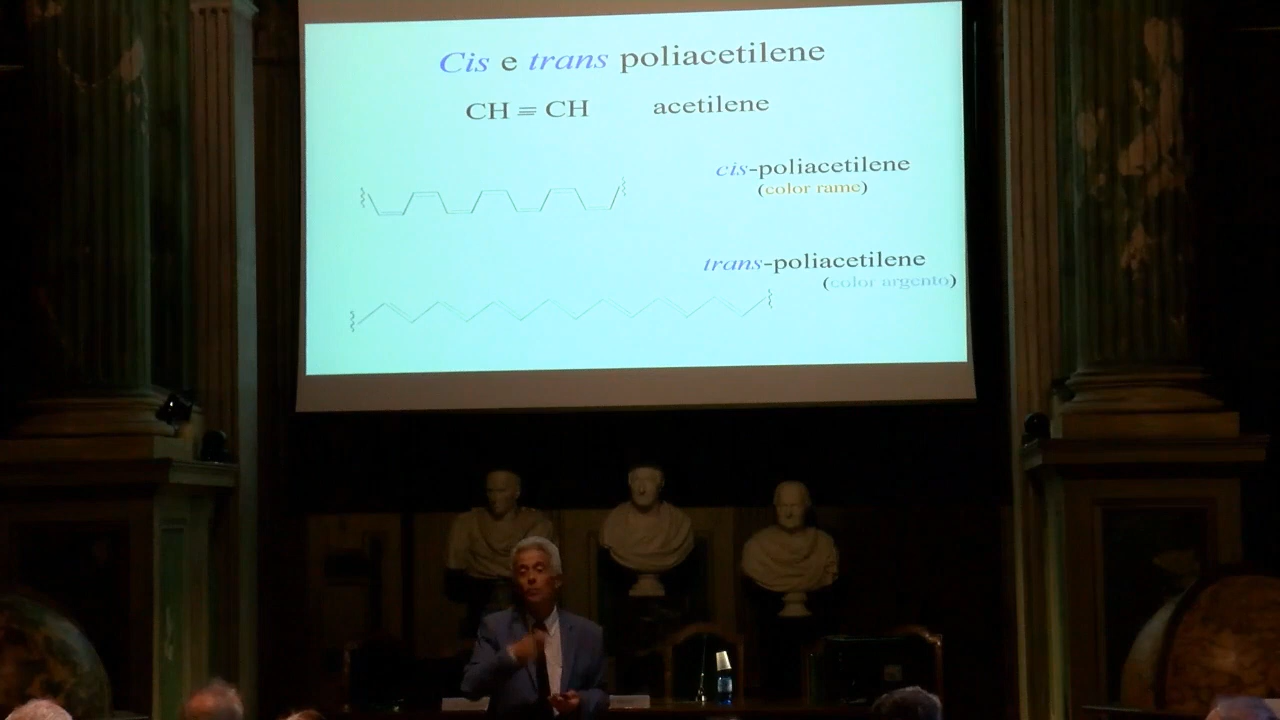 Cis e trans poliacetilene
CH ≡ CH acetilene
cis-poliacetilene
(color rame)
trans-poliacetilene
(color argento)